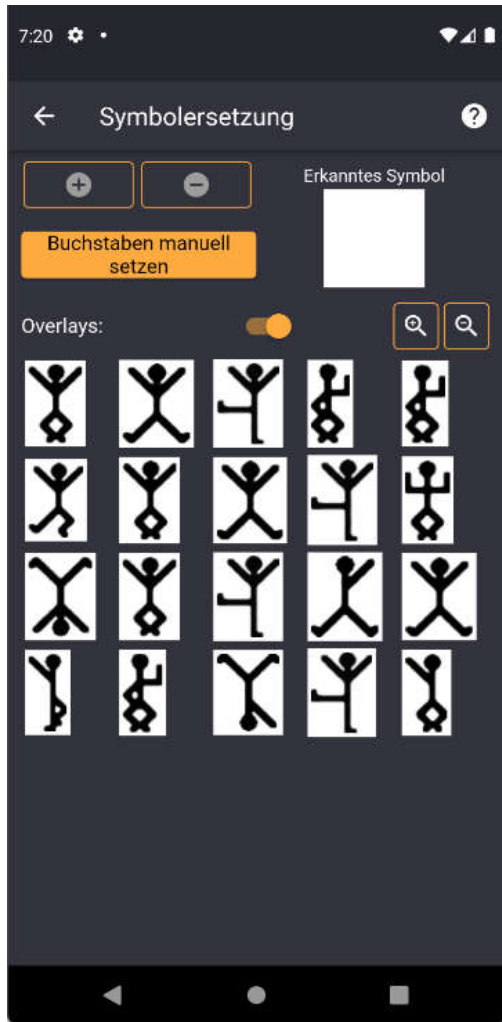 7:20
Symbolersetzung
Erkanntes Symbol
Buchstaben manuell
setzen
Overlays: